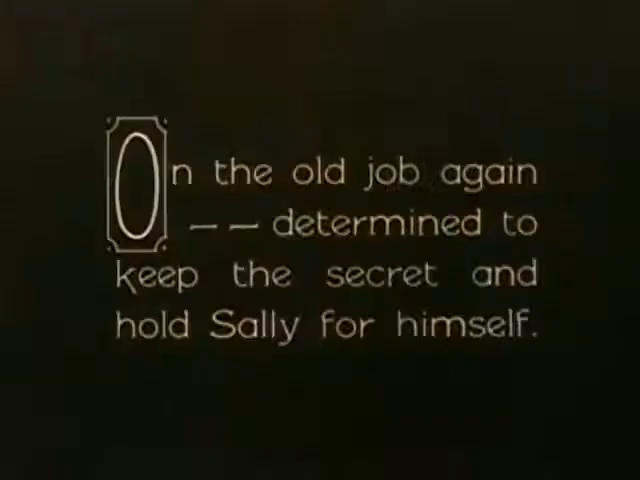 On the old job again
— — determined to
keep the secret and
hold Sally for himself.